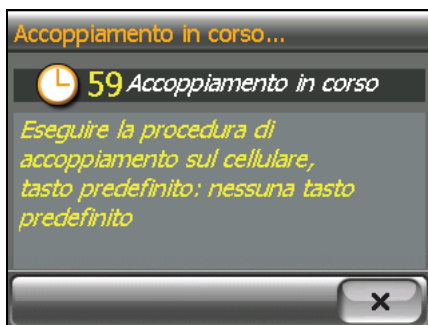 Accoppiamento in corso...
59 Accoppiamento in corso
Eseguire la procedura di
accoppiamento sul cellulare,
tasto predefinito: nessuna tasto
predefinito